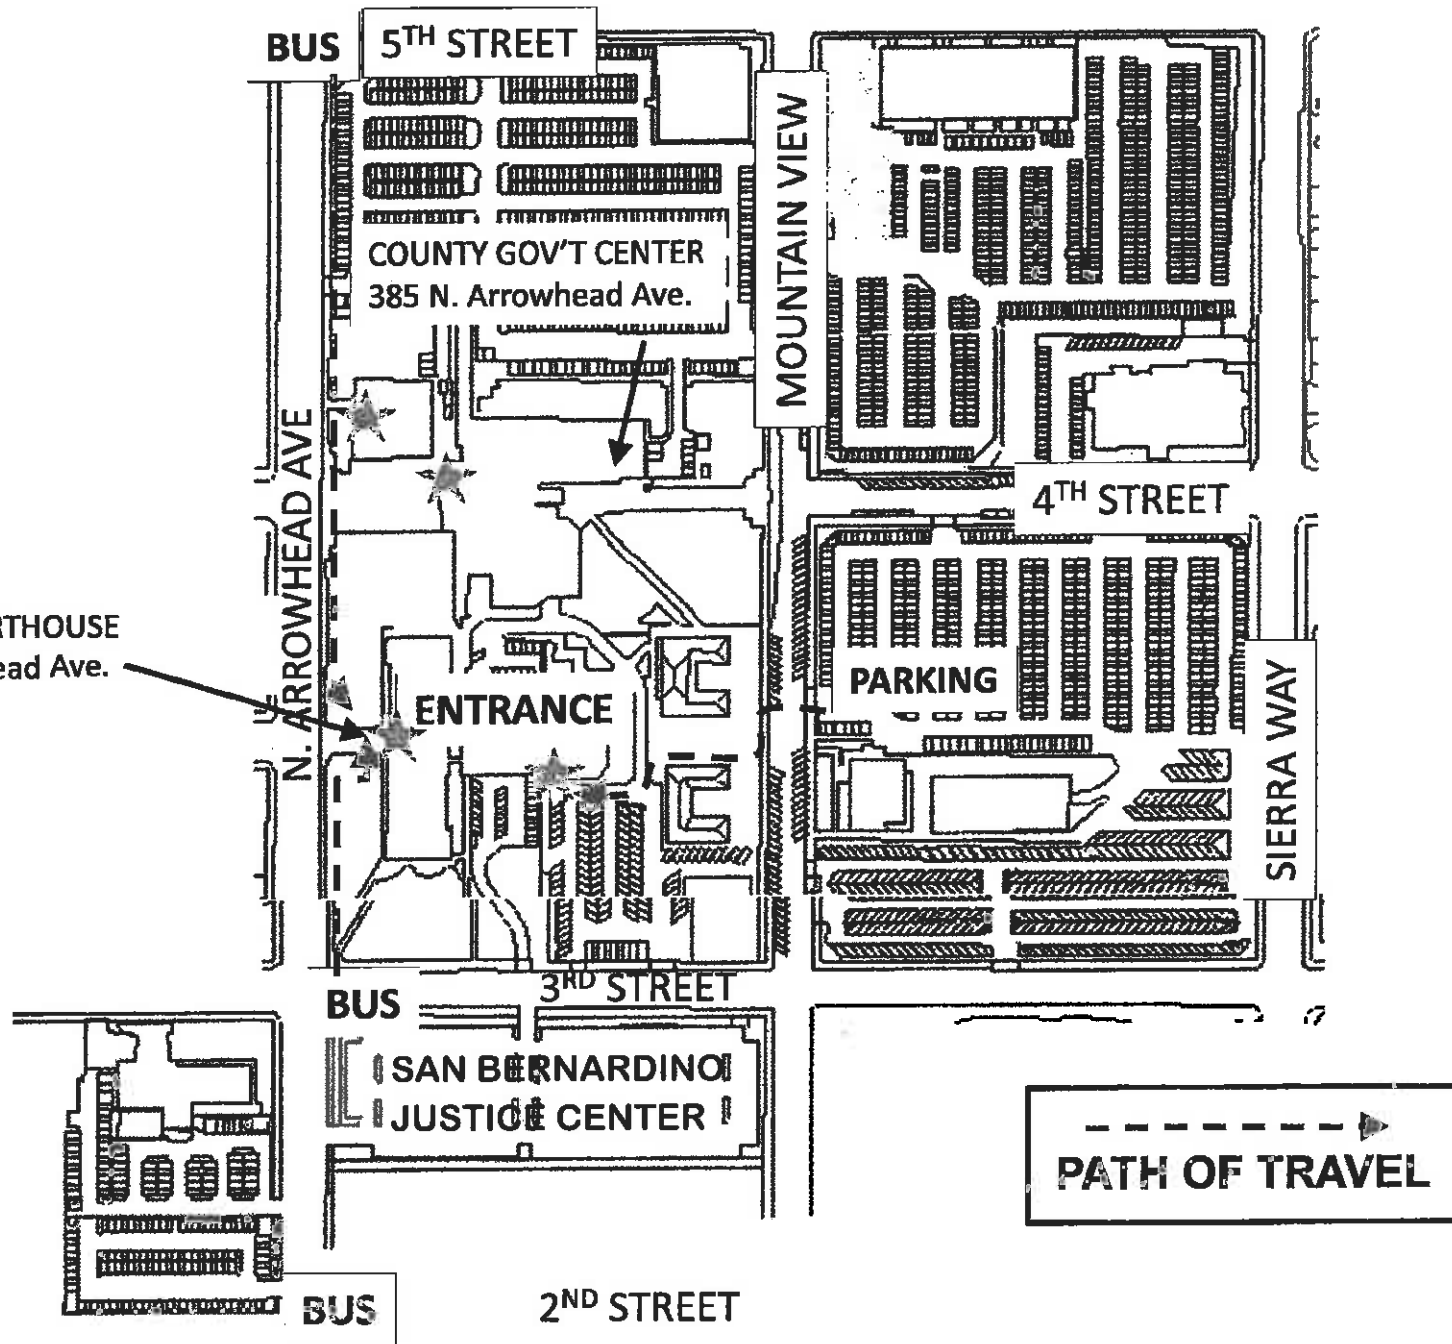 BUS
5TH STREET
MOUNTAIN VIEW
COUNTY GOV'T CENTER
385 N. Arrowhead Ave.
N. ARROWHEAD AVE
4TH STREET
RTHOUSE
ead Ave.
ENTRANCE
PARKING
SIERRA WAY
3RD STREET
BUS
SAN BERNARDINO
JUSTICE CENTER
PATH OF TRAVEL
BUS
2ND STREET